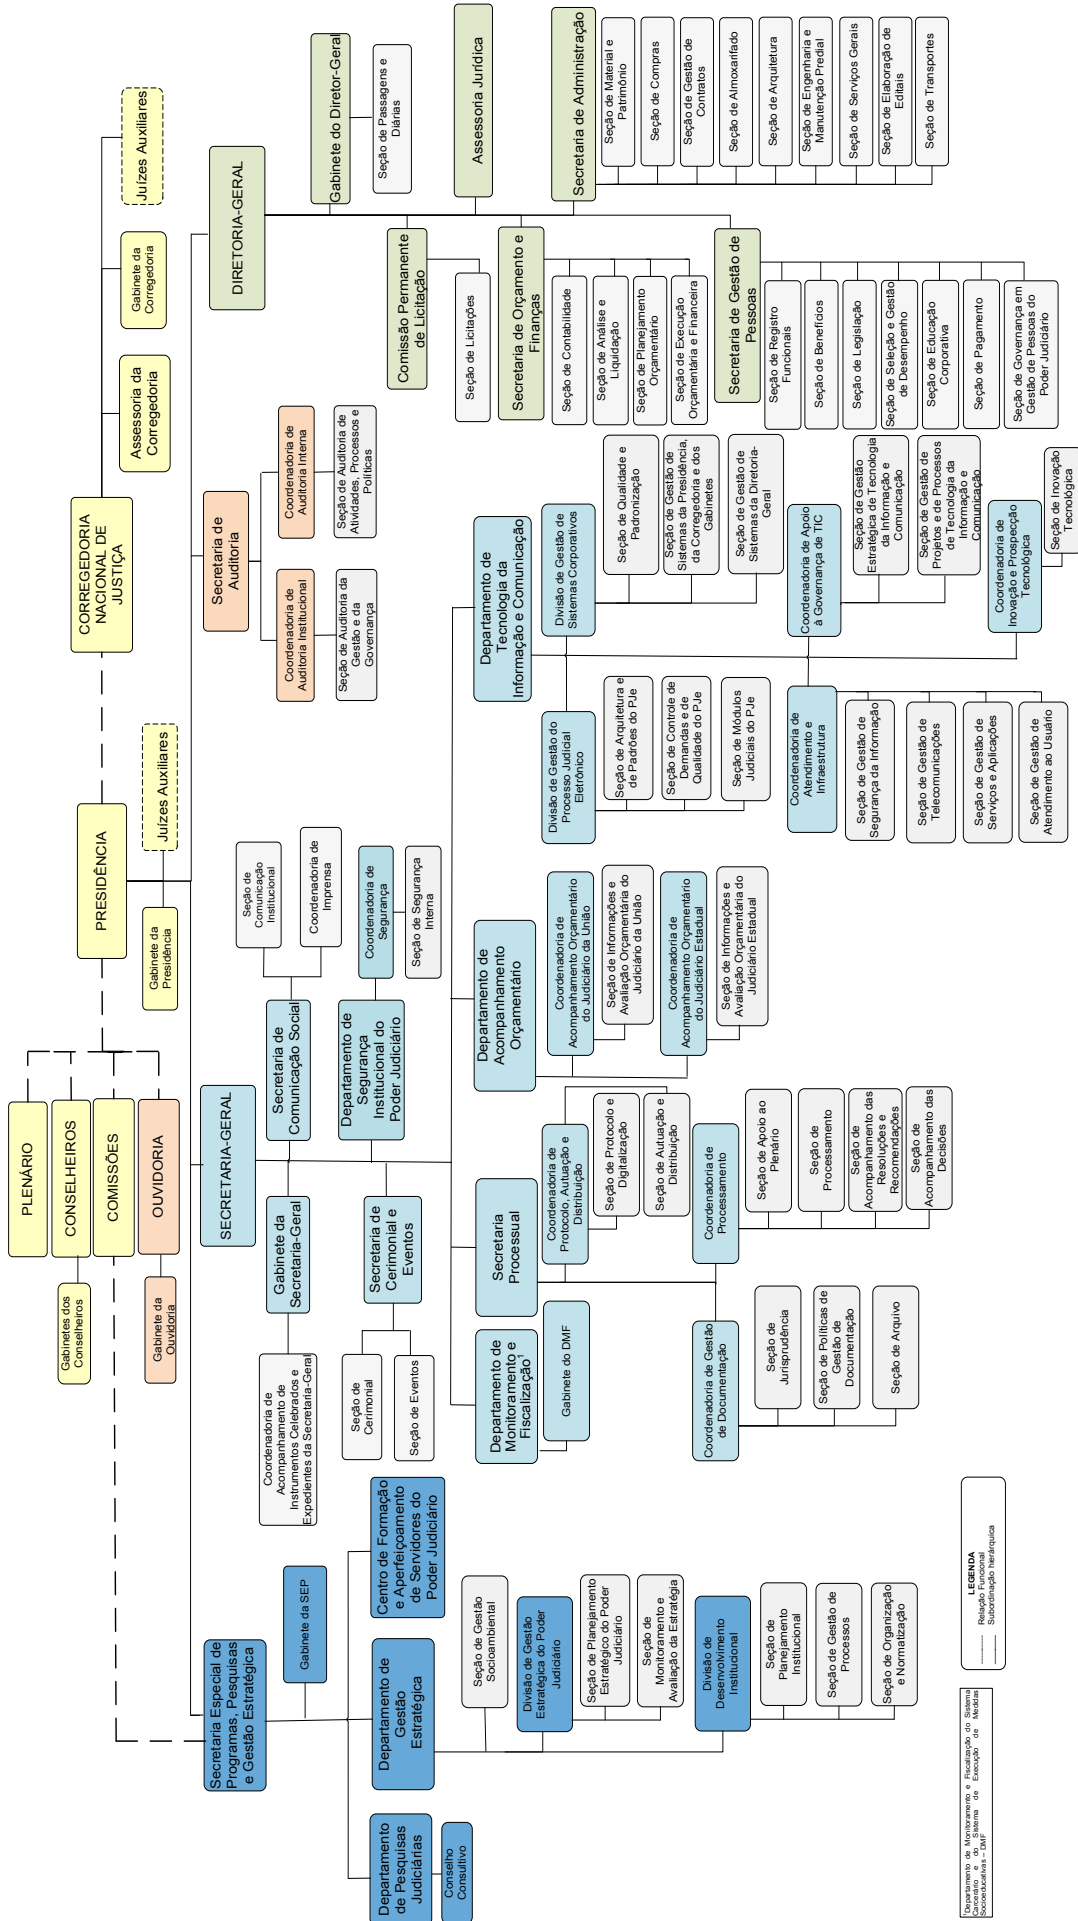 PLENÁRIO
CONSELHEIROS
Gabinetes dos
Conselheiros
COMISSÕES
OUVIDORIA
Gabinete da
Ouvidoria
PRESIDÊNCIA
Gabinete da
Presidência
Juízes Auxiliares
CORREGEDORIA
NACIONAL DE
JUSTIÇA
Assessoria da
Corregedoria
Gabinete da
Corregedoria
Juízes Auxiliares
Secretaria Especial de
Programas, Pesquisas
e Gestão Estratégica
Gabinete da SEP
Departamento
de Pesquisas
Judiciárias
Conselho
Consultivo
Departamento de
Gestão
Estratégica
Centro de Formação
e Aperfeiçoamento
de Servidores do
Poder Judiciário
Seção de Gestão
Socioambiental
Divisão de Gestão
Estratégica do Poder
Judiciário
Seção de Planejamento
Estratégico do Poder
Judiciário
Seção de
Monitoramento e
Avaliação da Estratégia
Divisão de
Desenvolvimento
Institucional
Seção de
Planejamento
Institucional
Seção de Gestão de
Processos
Seção de Organização
e Normatização
SECRETARIA-GERAL
Gabinete da
Secretaria-Geral
Coordenadoria de
Acompanhamento de
Instrumentos Celebrados e
Expedientes da Secretaria-Geral
Secretaria de
Comunicação Social
Seção de
Comunicação
Institucional
Coordenadoria de
Imprensa
Secretaria de
Cerimonial e
Eventos
Seção de
Cerimonial
Seção de Eventos
Departamento de
Segurança
Institucional do
Poder Judiciário
Coordenadoria de
Segurança
Seção de Segurança
Interna
Departamento de
Monitoramento e
Fiscalização¹
Gabinete do DMF
Secretaria
Processual
Coordenadoria de
Protocolo, Autuação e
Distribuição
Seção de Protocolo e
Digitalização
Seção de Autuação e
Distribuição
Coordenadoria de Gestão
de Documentação
Seção de
Jurisprudência
Seção de Políticas de
Gestão de
Documentação
Seção de Arquivo
Coordenadoria de
Processamento
Seção de Apoio ao
Plenário
Seção de
Processamento
Seção de
Acompanhamento das
Resoluções e
Recomendações
Seção de
Acompanhamento das
Decisões
Departamento de
Acompanhamento
Orçamentário
Coordenadoria de
Acompanhamento Orçamentário
do Judiciário da União
Seção de Informações e
Avaliação Orçamentária do
Judiciário da União
Coordenadoria de
Acompanhamento Orçamentário
do Judiciário Estadual
Seção de Informações e
Avaliação Orçamentária do
Judiciário Estadual
Departamento de
Tecnologia da
Informação e Comunicação
Divisão de Gestão do
Processo Judicial
Eletrônico
Seção de Arquitetura e
de Padrões do PJe
Seção de Controle de
Demandas e de
Qualidade do PJe
Seção de Módulos
Judiciais do PJe
Divisão de Gestão de
Sistemas Corporativos
Seção de Qualidade e
Padronização
Seção de Gestão de
Sistemas da Presidência,
da Corregedoria e dos
Gabinetes
Seção de Gestão de
Sistemas da Diretoria-
Geral
Coordenadoria de
Atendimento e
Infraestrutura
Seção de Gestão de
Segurança da Informação
Seção de Gestão de
Telecomunicações
Seção de Gestão de
Serviços e Aplicações
Seção de Gestão de
Atendimento ao Usuário
Coordenadoria de Apoio
à Governança de TIC
Seção de Gestão
Estratégica de Tecnologia
da Informação e
Comunicação
Seção de Gestão de
Projetos e de Processos
de Tecnologia da
Informação e
Comunicação
Coordenadoria de
Inovação e Prospecção
Tecnológica
Seção de Inovação
Tecnológica
Secretaria de
Auditoria
Coordenadoria de
Auditoria Institucional
Seção de Auditoria da
Gestão e da
Governança
Coordenadoria de
Auditoria Interna
Seção de Auditoria de
Atividades, Processos e
Políticas
DIRETORIA-GERAL
Gabinete do Diretor-Geral
Seção de Passagens e
Diárias
Comissão Permanente
de Licitação
Seção de Licitações
Assessoria Jurídica
Secretaria de Orçamento e
Finanças
Seção de Contabilidade
Seção de Análise e
Liquidação
Seção de Planejamento
Orçamentário
Seção de Execução
Orçamentária e Financeira
Secretaria de Administração
Seção de Material e
Patrimônio
Seção de Compras
Seção de Gestão de
Contratos
Seção de Almoxarifado
Seção de Arquitetura
Seção de Engenharia e
Manutenção Predial
Seção de Serviços Gerais
Seção de Elaboração de
Editais
Seção de Transportes
Secretaria de Gestão de
Pessoas
Seção de Registro
Funcionais
Seção de Benefícios
Seção de Legislação
Seção de Seleção e Gestão
de Desempenho
Seção de Educação
Corporativa
Seção de Pagamento
Seção de Governança em
Gestão de Pessoas do
Poder Judiciário
¹Departamento de Monitoramento e Fiscalização do Sistema
Carcerário e do Sistema de Execução de Medidas
Socioeducativas – DMF
LEGENDA
Relação Funcional
Subordinação hierárquica